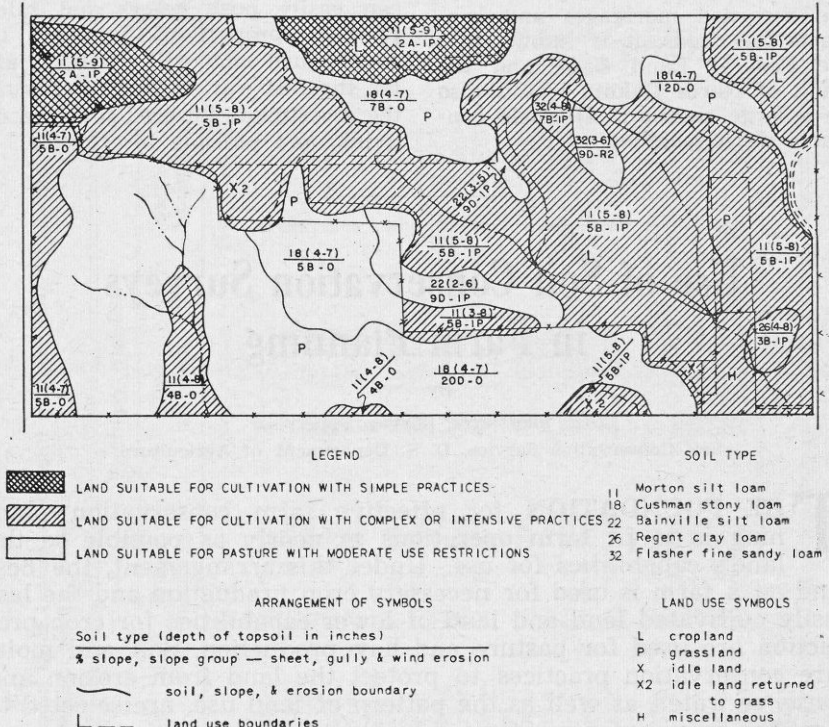 11(5-9)
2A-1P
L
11(5-9)
2A-1P
11(5-8)
5B-1P
L
18(4-7)
7B-0
P
18(4-7)
12D-0
P
11(5-8)
5B-1P
L
32(4-8)
7B-1P
32(3-6)
9D-R2
11(4-7)
5B-0
X2
P
22(3-5)
9D-1P
11(5-8)
5B-1P
L
P
11(5-8)
5B-1P
18(4-7)
5B-0
11(5-8)
5B-1P
22(2-6)
9D-1P
11(3-8)
5B-1P
26(4-8)
3B-1P
P
18(4-7)
20D-0
11(4-7)
5B-0
11(4-8)
4B-0
11(4-8)
4B-0
11(5-8)
5B-1P
X2
X2
H
LEGEND
LAND SUITABLE FOR CULTIVATION WITH SIMPLE PRACTICES
LAND SUITABLE FOR CULTIVATION WITH COMPLEX OR INTENSIVE PRACTICES
LAND SUITABLE FOR PASTURE WITH MODERATE USE RESTRICTIONS
SOIL TYPE
11 Morton silt loam
18 Cushman stony loam
22 Bainville silt loam
26 Regent clay loam
32 Flasher fine sandy loam
ARRANGEMENT OF SYMBOLS
Soil type (depth of topsoil in inches)
% slope, slope group — sheet, gully & wind erosion
soil, slope, & erosion boundary
land use boundaries
LAND USE SYMBOLS
L cropland
P grassland
X idle land
X2 idle land returned
to grass
H miscellaneous